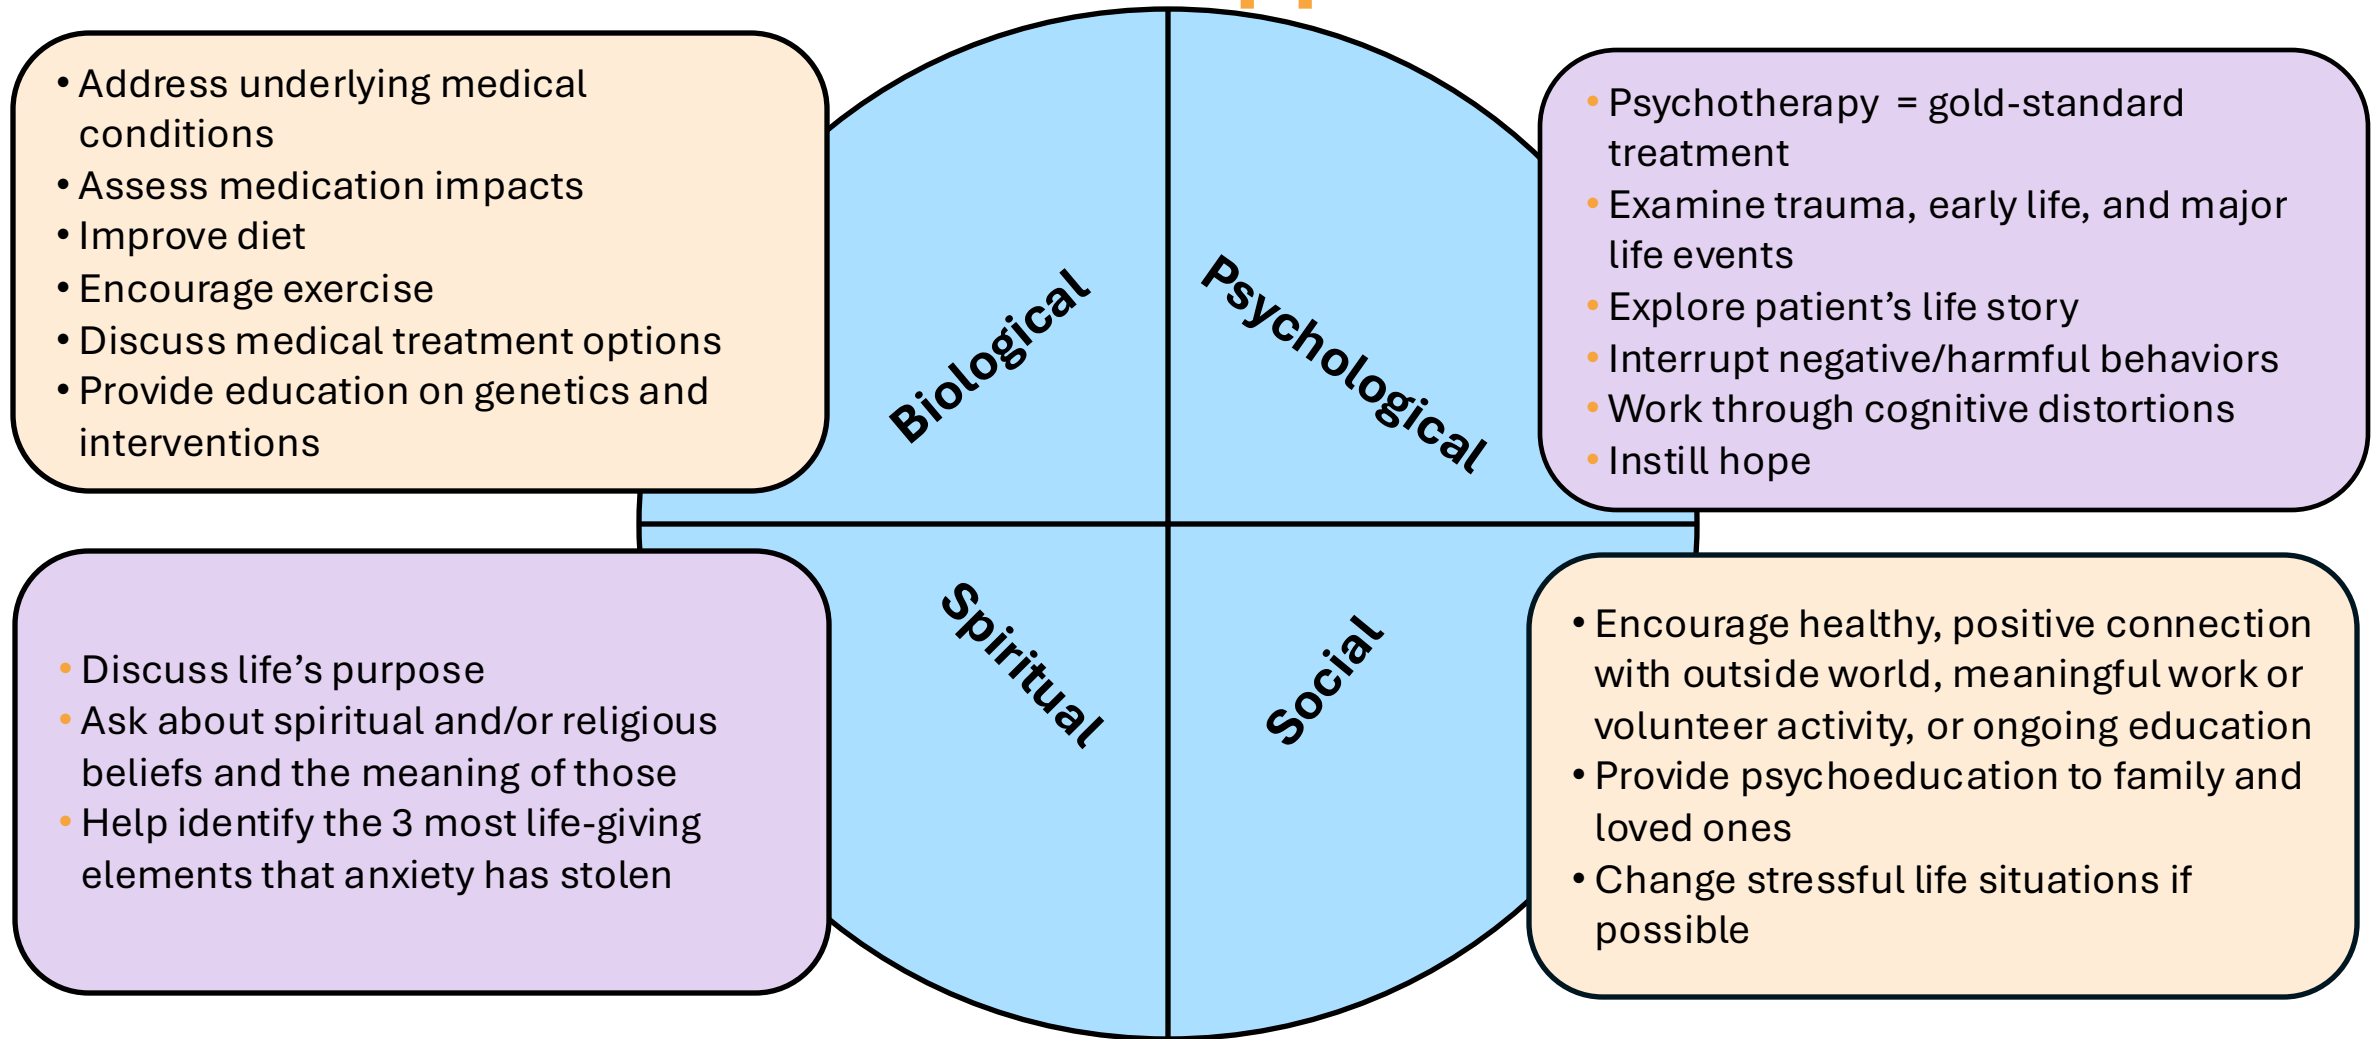 • Address underlying medical
conditions
• Assess medication impacts
• Improve diet
• Encourage exercise
• Discuss medical treatment options
• Provide education on genetics and
interventions
Biological
Psychological
• Psychotherapy = gold-standard
treatment
• Examine trauma, early life, and major
life events
• Explore patient’s life story
• Interrupt negative/harmful behaviors
• Work through cognitive distortions
• Instill hope
• Discuss life’s purpose
• Ask about spiritual and/or religious
beliefs and the meaning of those
• Help identify the 3 most life-giving
elements that anxiety has stolen
Spiritual
Social
• Encourage healthy, positive connection
with outside world, meaningful work or
volunteer activity, or ongoing education
• Provide psychoeducation to family and
loved ones
• Change stressful life situations if
possible